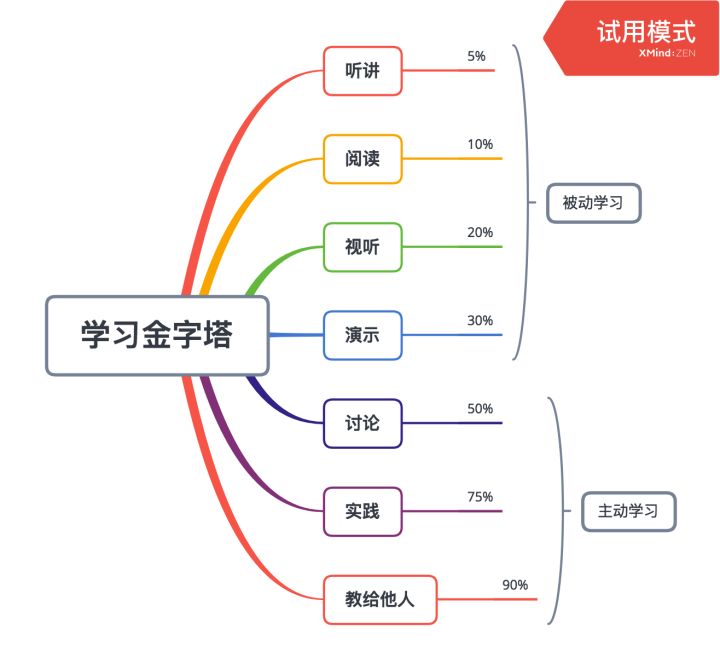 试用模式
XMind:ZEN
学习金字塔
听讲
5%
阅读
10%
视听
20%
演示
30%
被动学习
讨论
50%
实践
75%
教给他人
90%
主动学习